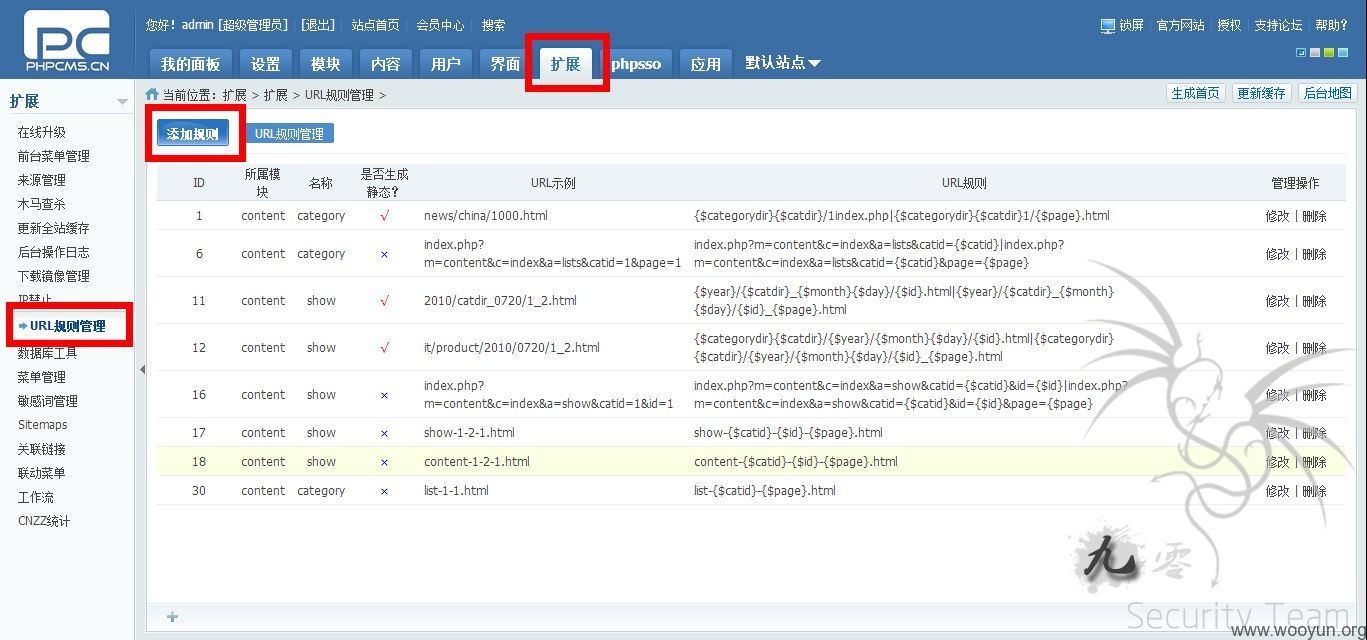 PHPCMS.CN
您好！admin [超级管理员] [退出] 站点首页 会员中心 搜索
锁屏 官方网站 授权 支持论坛 帮助?
我的面板 设置 模块 内容 用户 界面 扩展 phpsso 应用 默认站点
扩展
当前位置：扩展 > 扩展 > URL规则管理 >
生成首页 更新缓存 后台地图
在线升级
前台菜单管理
来源管理
木马查杀
更新全站缓存
后台操作日志
下载镜像管理
IP禁止
URL规则管理
数据库工具
菜单管理
敏感词管理
Sitemaps
关联链接
联动菜单
工作流
CNZZ统计
添加规则 URL规则管理
ID 所属模块 名称 是否生成静态? URL示例 URL规则 管理操作
1 content category √ news/china/1000.html {$categorydir}{$catdir}/1index.php|{$categorydir}{$catdir}1/{$page}.html 修改 | 删除
6 content category × index.php?
m=content&c=index&a=lists&catid=1&page=1
index.php?m=content&c=index&a=lists&catid={$catid}|index.php?
m=content&c=index&a=lists&catid={$catid}&page={$page}
修改 | 删除
11 content show √ 2010/catdir_0720/1_2.html
{$year}/{$catdir}_{$month}{$day}/{$id}.html|{$year}/{$catdir}_{$month}
{$day}/{$id}_{$page}.html
修改 | 删除
12 content show √ it/product/2010/0720/1_2.html
{$categorydir}{$catdir}/{$year}/{$month}{$day}/{$id}.html|{$categorydir}
{$catdir}/{$year}/{$month}{$day}/{$id}_{$page}.html
修改 | 删除
16 content show × index.php?
m=content&c=index&a=show&catid=1&id=1
index.php?m=content&c=index&a=show&catid={$catid}&id={$id}|index.php?
m=content&c=index&a=show&catid={$catid}&id={$id}&page={$page}
修改 | 删除
17 content show × show-1-2-1.html show-{$catid}-{$id}-{$page}.html 修改 | 删除
18 content show × content-1-2-1.html content-{$catid}-{$id}-{$page}.html 修改 | 删除
30 content category × list-1-1.html list-{$catid}-{$page}.html 修改 | 删除
九零
Security Team
www.wooyun.org